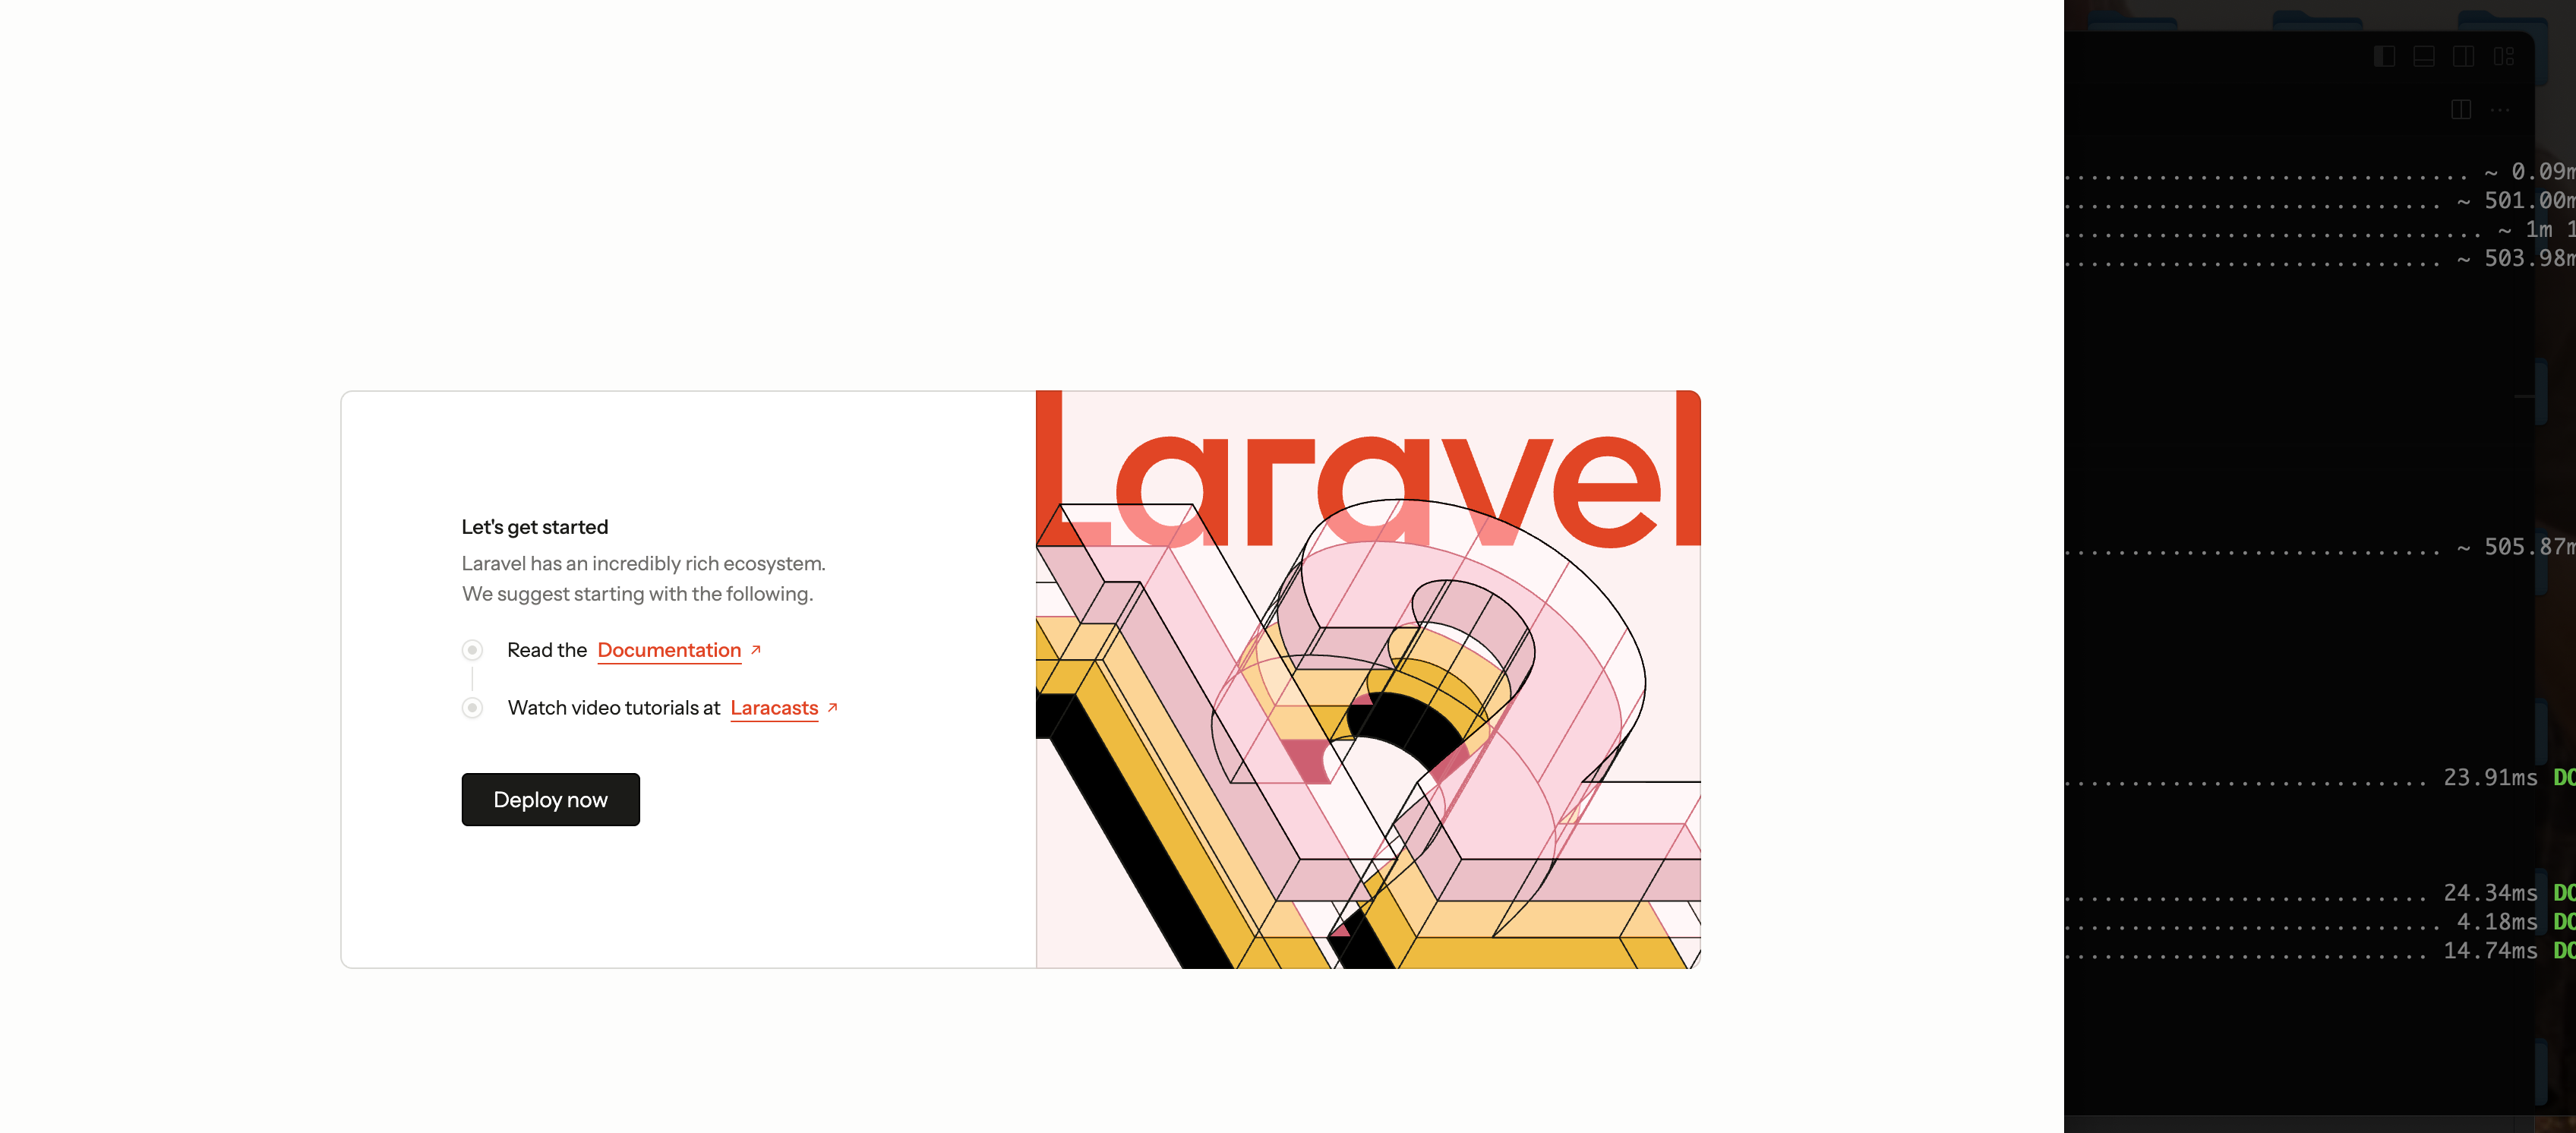 Laravel
Let's get started
Laravel has an incredibly rich ecosystem.
We suggest starting with the following.
Read the Documentation ↗
Watch video tutorials at Laracasts ↗
Deploy now
.............................. ~ 0.09m
............................ ~ 501.00m
............................... ~ 1m 1
............................ ~ 503.98m
............................ ~ 505.87m
........................... 23.91ms DO
........................... 24.34ms DO
............................ 4.18ms DO
........................... 14.74ms DO